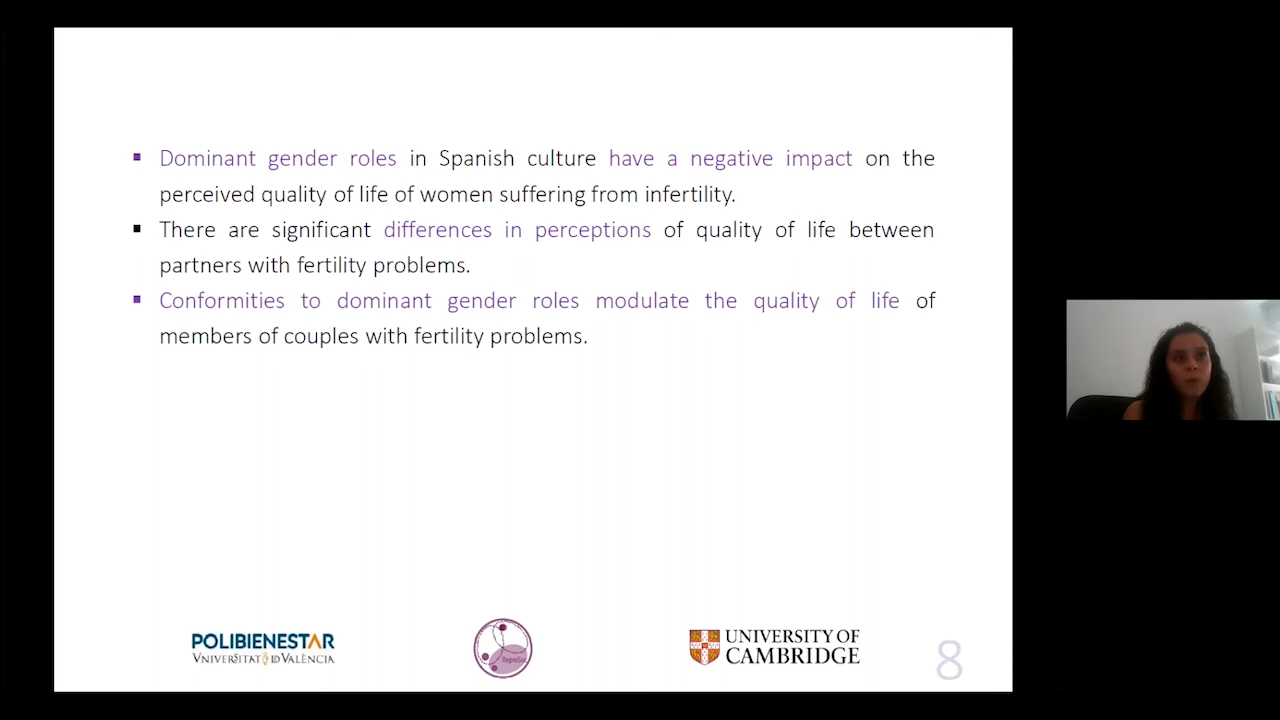 Dominant gender roles in Spanish culture have a negative impact on the
perceived quality of life of women suffering from infertility.
There are significant differences in perceptions of quality of life between
partners with fertility problems.
Conformities to dominant gender roles modulate the quality of life of
members of couples with fertility problems.
POLIBIENESTAR
VNIVERSITAT ID VALÈNCIA
UNIVERSITY OF
CAMBRIDGE
8